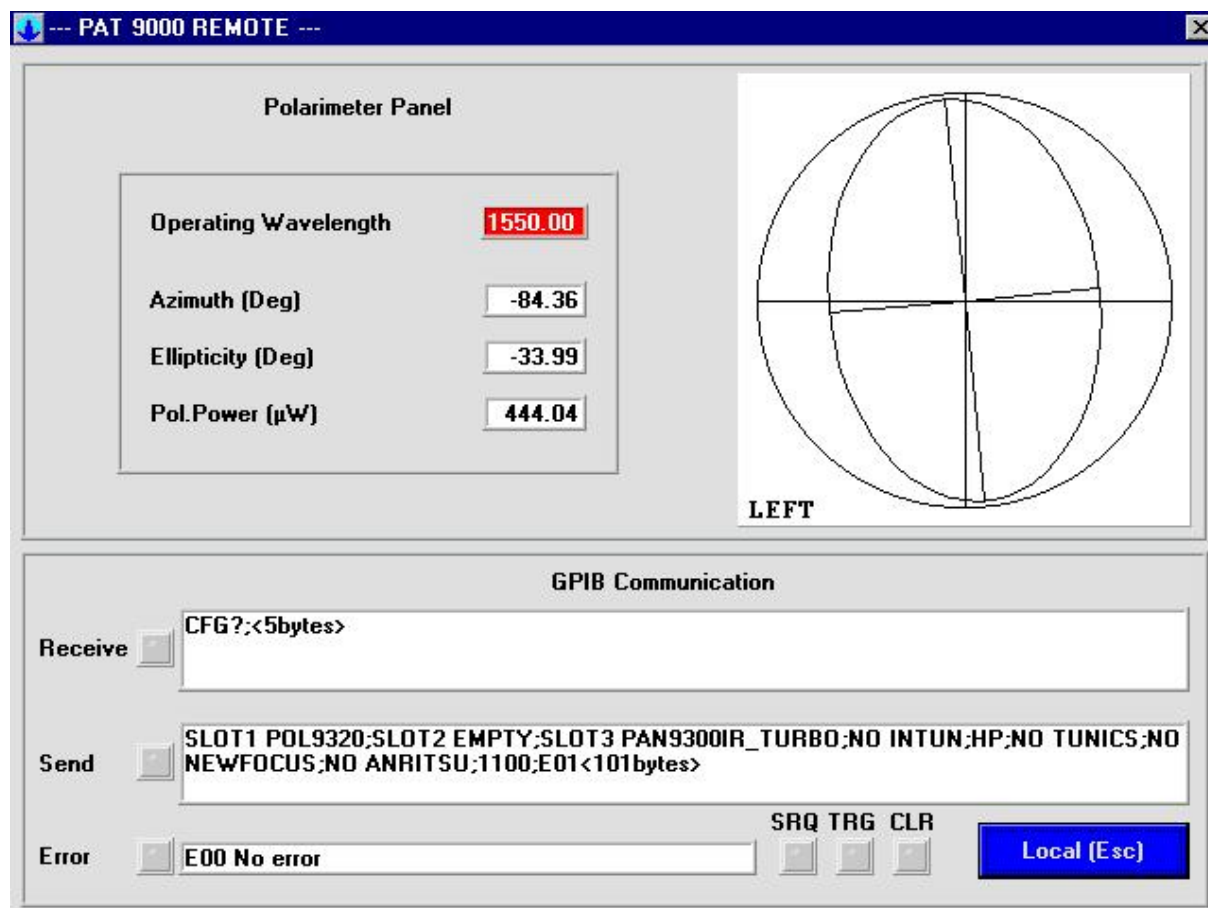 --- PAT 9000 REMOTE ---
Polarimeter Panel
Operating Wavelength 1550.00
Azimuth (Deg) -84.36
Ellipticity (Deg) -33.99
Pol.Power (µW) 444.04
LEFT
GPIB Communication
Receive CFG?;<5bytes>
Send SLOT1 POL9320;SLOT2 EMPTY;SLOT3 PAN9300IR_TURBO;NO INTUN;HP;NO TUNICS;NO
NEWFOCUS;NO ANRITSU;1100;E01<101bytes>
SRQ TRG CLR
Error E00 No error
Local (Esc)